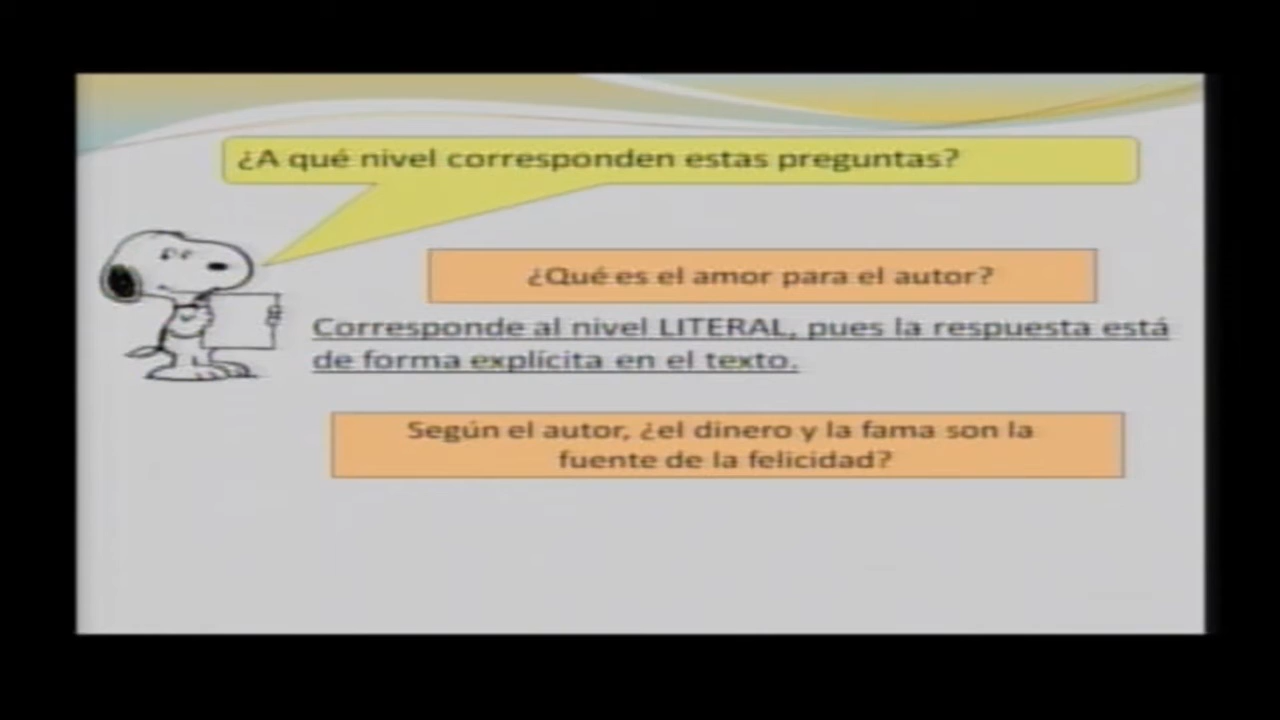 ¿A qué nivel corresponden estas preguntas?
¿Qué es el amor para el autor?
Corresponde al nivel LITERAL, pues la respuesta está
de forma explícita en el texto.
Según el autor, ¿el dinero y la fama son la
fuente de la felicidad?